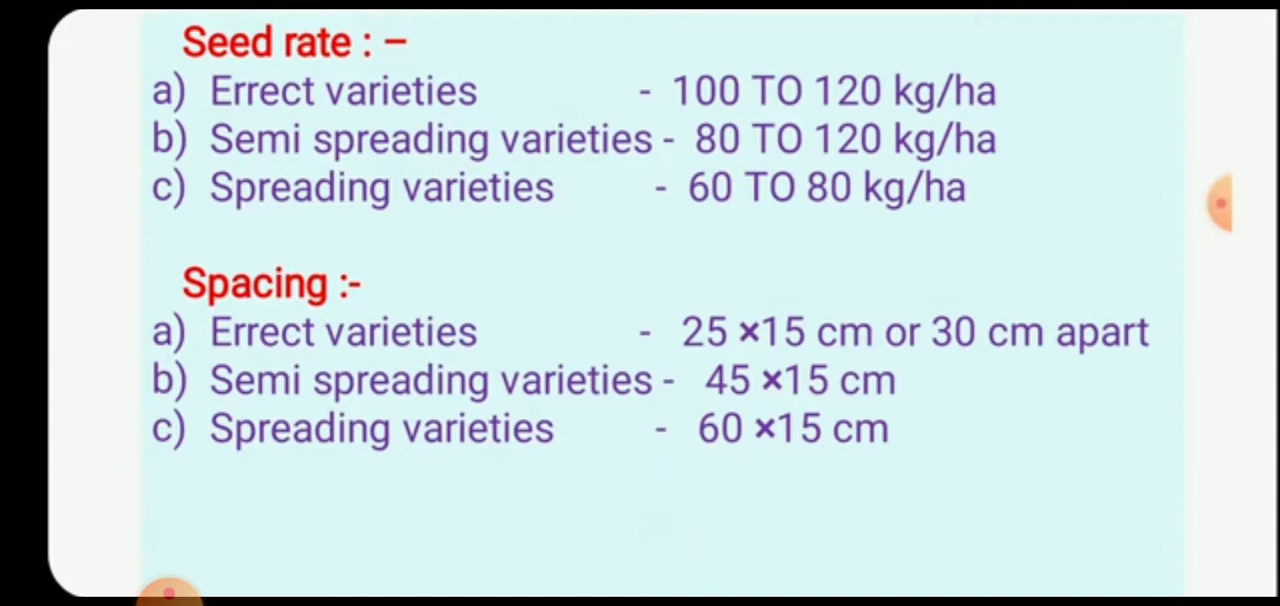 Seed rate : –
a) Errect varieties - 100 TO 120 kg/ha
b) Semi spreading varieties - 80 TO 120 kg/ha
c) Spreading varieties - 60 TO 80 kg/ha
Spacing :-
a) Errect varieties - 25 ×15 cm or 30 cm apart
b) Semi spreading varieties - 45 ×15 cm
c) Spreading varieties - 60 ×15 cm